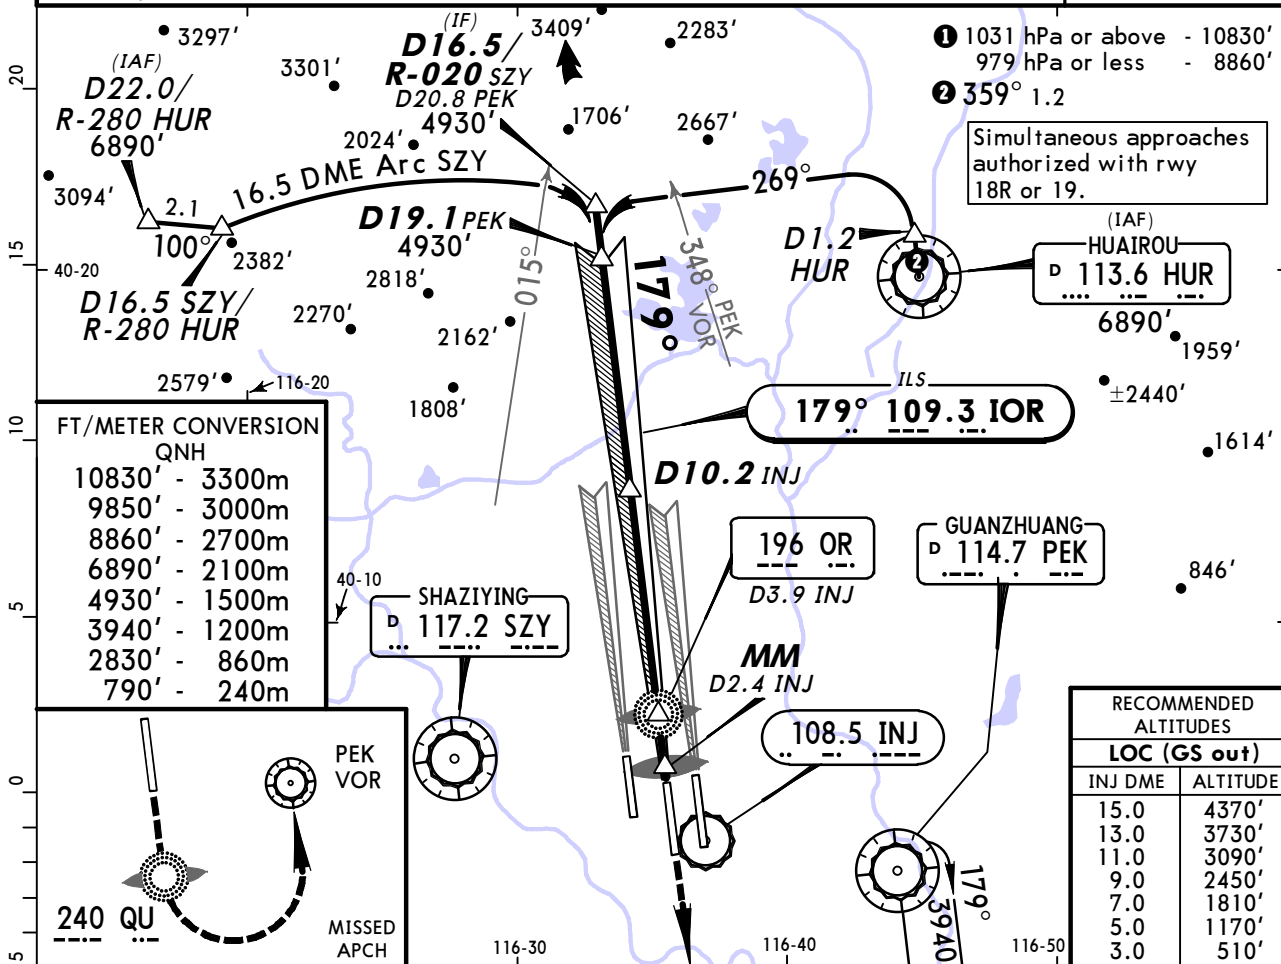 3297'
(IAF)
D22.0/
R-280 HUR
6890'
3301'
2024'
(IF)
D16.5/
R-020 SZY
D20.8 PEK
4930'
3409'
2283'
1706'
2667'
❶ 1031 hPa or above - 10830'
979 hPa or less - 8860'
❷ 359° 1.2
Simultaneous approaches
authorized with rwy
18R or 19.
20
3094'
2.1
100°
16.5 DME Arc SZY
269°
D19.1 PEK
4930'
D1.2
HUR
❷
(IAF)
HUAIROU
D 113.6 HUR
6890'
15
40-20
2382'
D16.5 SZY/
R-280 HUR
2818'
2270'
2162'
015°
179°
348° PEK
VOR
1959'
±2440'
2579'
116-20
1808'
ILS
179° 109.3 IOR
1614'
10
FT/METER CONVERSION
QNH
10830' - 3300m
9850' - 3000m
8860' - 2700m
6890' - 2100m
4930' - 1500m
3940' - 1200m
2830' - 860m
790' - 240m
D10.2 INJ
196 OR
D3.9 INJ
GUANZHUANG
D 114.7 PEK
846'
5
40-10
SHAZIYING
D 117.2 SZY
MM
D2.4 INJ
108.5 INJ
0
PEK
VOR
240 QU
MISSED
APCH
5
116-30
116-40
116-50
179°
3940
RECOMMENDED
ALTITUDES
LOC (GS out)
INJ DME ALTITUDE
15.0 4370'
13.0 3730'
11.0 3090'
9.0 2450'
7.0 1810'
5.0 1170'
3.0 510'